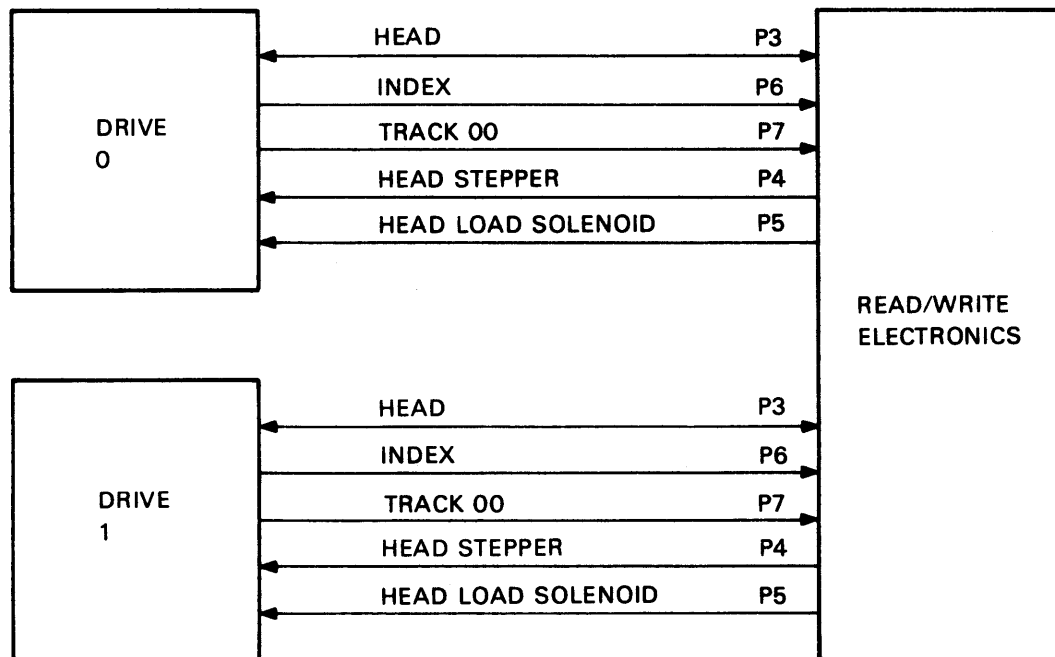 HEAD P3
INDEX P6
DRIVE
0
TRACK 00 P7
HEAD STEPPER P4
HEAD LOAD SOLENOID P5
READ/WRITE
ELECTRONICS
HEAD P3
INDEX P6
DRIVE
1
TRACK 00 P7
HEAD STEPPER P4
HEAD LOAD SOLENOID P5